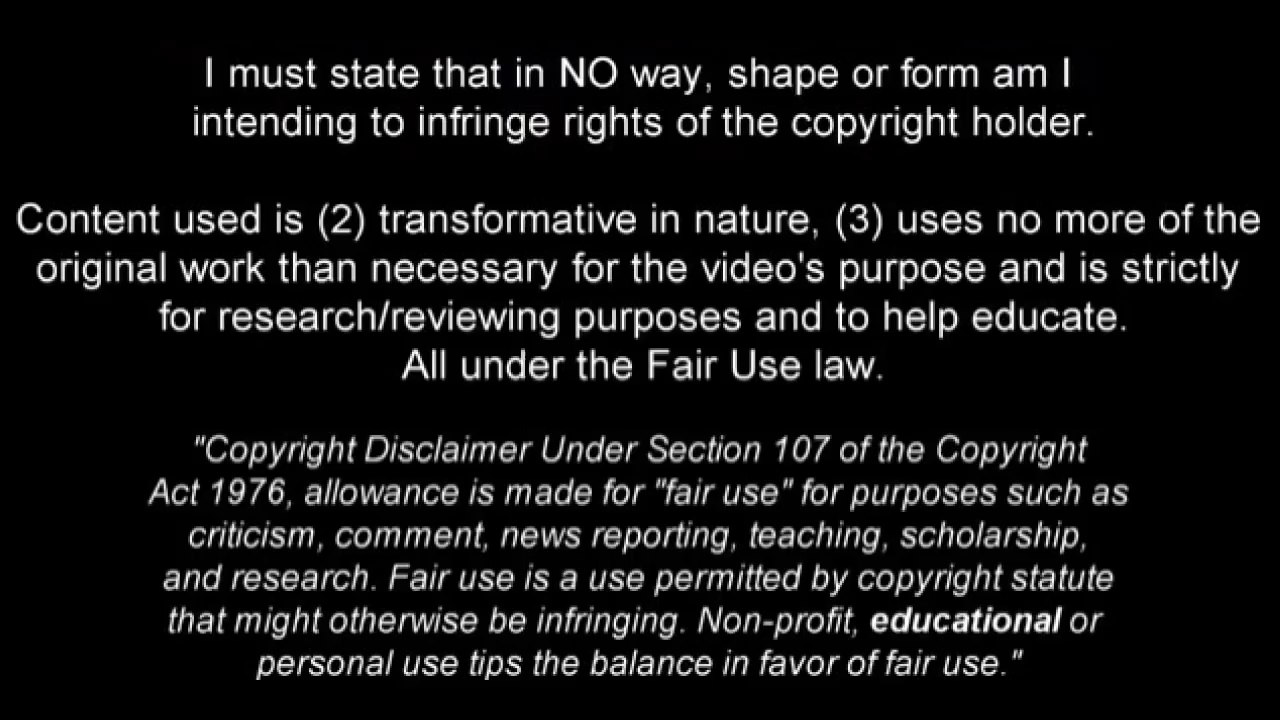 I must state that in NO way, shape or form am I
intending to infringe rights of the copyright holder.
Content used is (2) transformative in nature, (3) uses no more of the
original work than necessary for the video's purpose and is strictly
for research/reviewing purposes and to help educate.
All under the Fair Use law.
"Copyright Disclaimer Under Section 107 of the Copyright
Act 1976, allowance is made for "fair use" for purposes such as
criticism, comment, news reporting, teaching, scholarship,
and research. Fair use is a use permitted by copyright statute
that might otherwise be infringing. Non-profit, educational or
personal use tips the balance in favor of fair use."